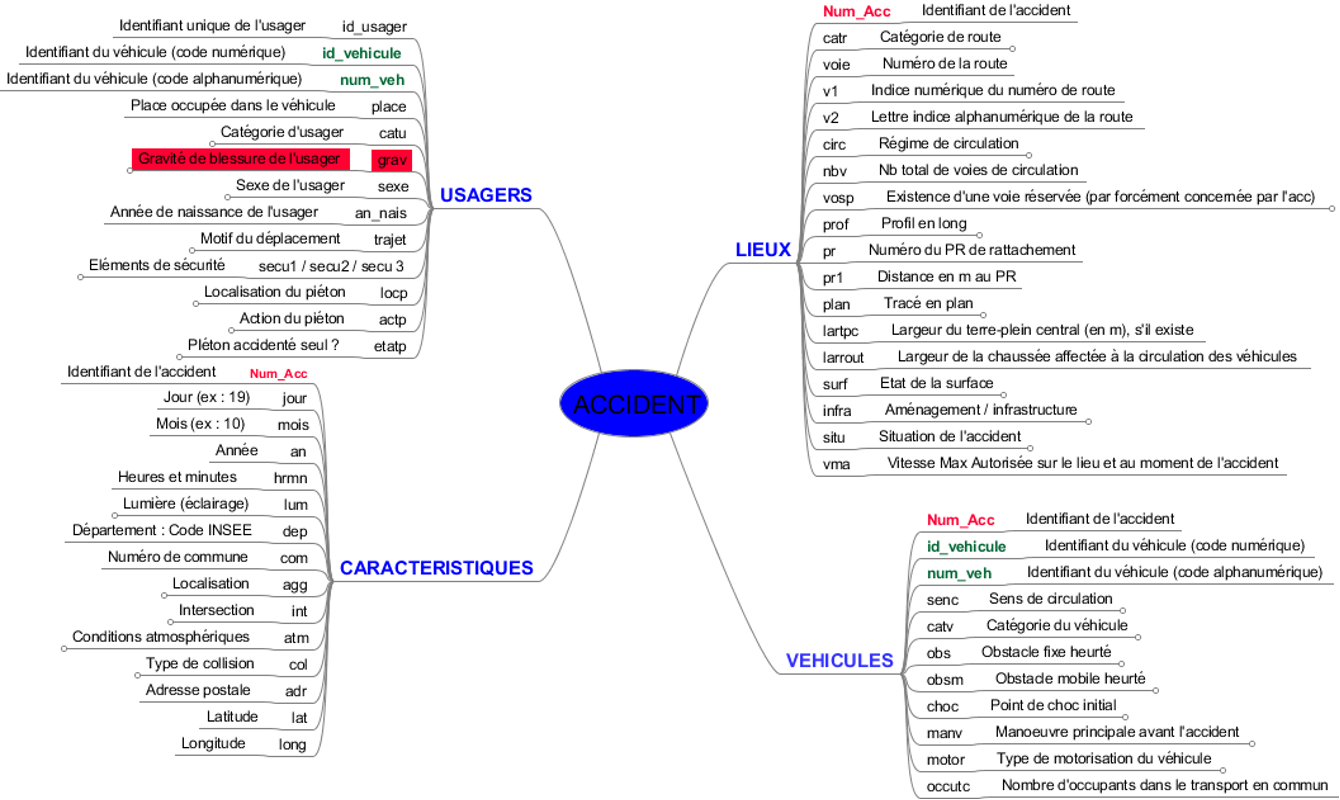 Identifiant unique de l'usager id_usager
Identifiant du véhicule (code numérique) id_vehicule
Identifiant du véhicule (code alphanumérique) num_veh
Place occupée dans le véhicule place
Catégorie d'usager catu
Gravité de blessure de l'usager grav
Sexe de l'usager sexe
Année de naissance de l'usager an_nais
Motif du déplacement trajet
Eléments de sécurité secu1 / secu2 / secu 3
Localisation du piéton locp
Action du piéton actp
Piéton accidenté seul ? etatp
USAGERS
Identifiant de l'accident Num_Acc
Jour (ex : 19) jour
Mois (ex : 10) mois
Année an
Heures et minutes hrmn
Lumière (éclairage) lum
Département : Code INSEE dep
Numéro de commune com
Localisation agg
Intersection int
Conditions atmosphériques atm
Type de collision col
Adresse postale adr
Latitude lat
Longitude long
CARACTERISTIQUES
ACCIDENT
LIEUX
Num_Acc Identifiant de l'accident
catr Catégorie de route
voie Numéro de la route
v1 Indice numérique du numéro de route
v2 Lettre indice alphanumérique de la route
circ Régime de circulation
nbv Nb total de voies de circulation
vosp Existence d'une voie réservée (par forcément concernée par l'acc)
prof Profil en long
pr Numéro du PR de rattachement
pr1 Distance en m au PR
plan Tracé en plan
lartpc Largeur du terre-plein central (en m), s'il existe
larrout Largeur de la chaussée affectée à la circulation des véhicules
surf Etat de la surface
infra Aménagement / infrastructure
situ Situation de l'accident
vma Vitesse Max Autorisée sur le lieu et au moment de l'accident
VEHICULES
Num_Acc Identifiant de l'accident
id_vehicule Identifiant du véhicule (code numérique)
num_veh Identifiant du véhicule (code alphanumérique)
senc Sens de circulation
catv Catégorie du véhicule
obs Obstacle fixe heurté
obsm Obstacle mobile heurté
choc Point de choc initial
manv Manoeuvre principale avant l'accident
motor Type de motorisation du véhicule
occutc Nombre d'occupants dans le transport en commun